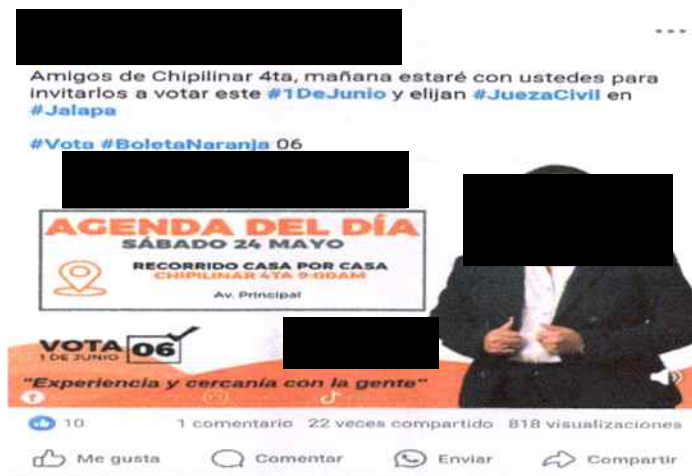 Amigos de Chipilinar 4ta, mañana estaré con ustedes para
invitarlos a votar este #1DeJunio y elijan #JuezaCivil en
#Jalapa
#Vota #BoletaNaranja 06
AGENDA DEL DÍA
SÁBADO 24 MAYO
RECORRIDO CASA POR CASA
CHIPILINAR 4TA 9:00AM
Av. Principal
VOTA 06
1 DE JUNIO
"Experiencia y cercanía con la gente"
10 1 comentario 22 veces compartido 818 visualizaciones
Me gusta Comentar Enviar Compartir